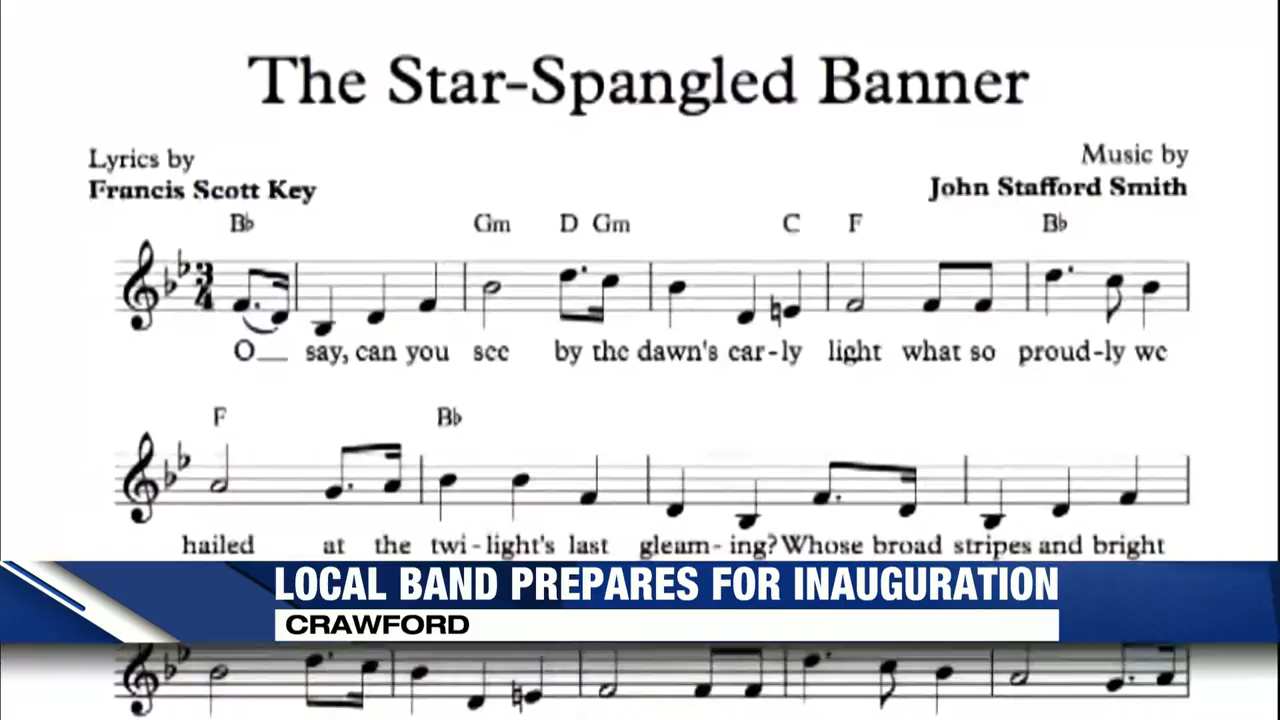 The Star-Spangled Banner
Lyrics by
Music by
Francis Scott Key
John Stafford Smith
B♭ Gm D Gm C F B♭
3
4
O__ say, can you see by the dawn's ear-ly light what so proud-ly we
F B♭
hailed at the twi-light's last gleam-ing? Whose broad stripes and bright
LOCAL BAND PREPARES FOR INAUGURATION
CRAWFORD